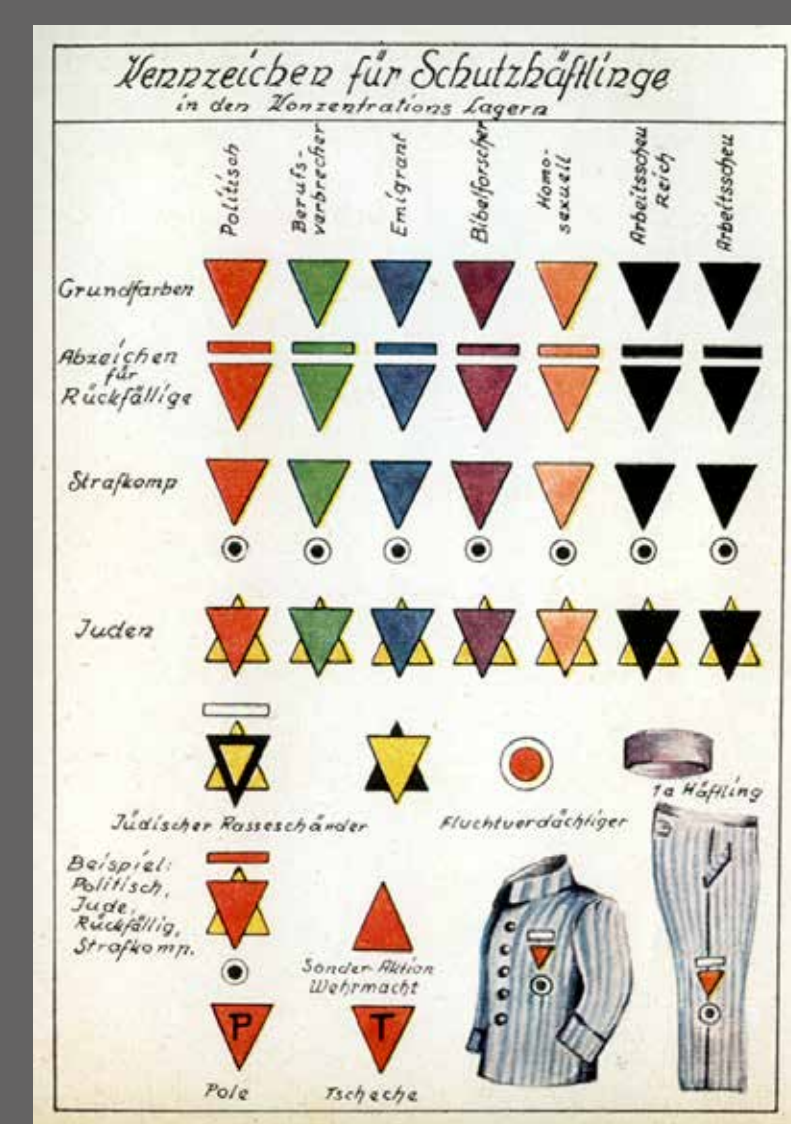 Kennzeichen für Schutzhäftlinge
in den Konzentrations Lagern
Politisch
Berufs-
verbrecher
Emigrant
Bibelforscher
Homo-
sexuell
Arbeitsscheu
Reich
Arbeitsscheu
Grundfarben
Abzeichen
für
Rückfällige
Strafkomp
Juden
Jüdischer Rasseschänder
Fluchtverdächtiger
1a Häftling
Beispiel:
Politisch,
Jude,
Rückfällig,
Strafkomp.
Sonder-Aktion
Wehrmacht
P
T
Pole
Tscheche